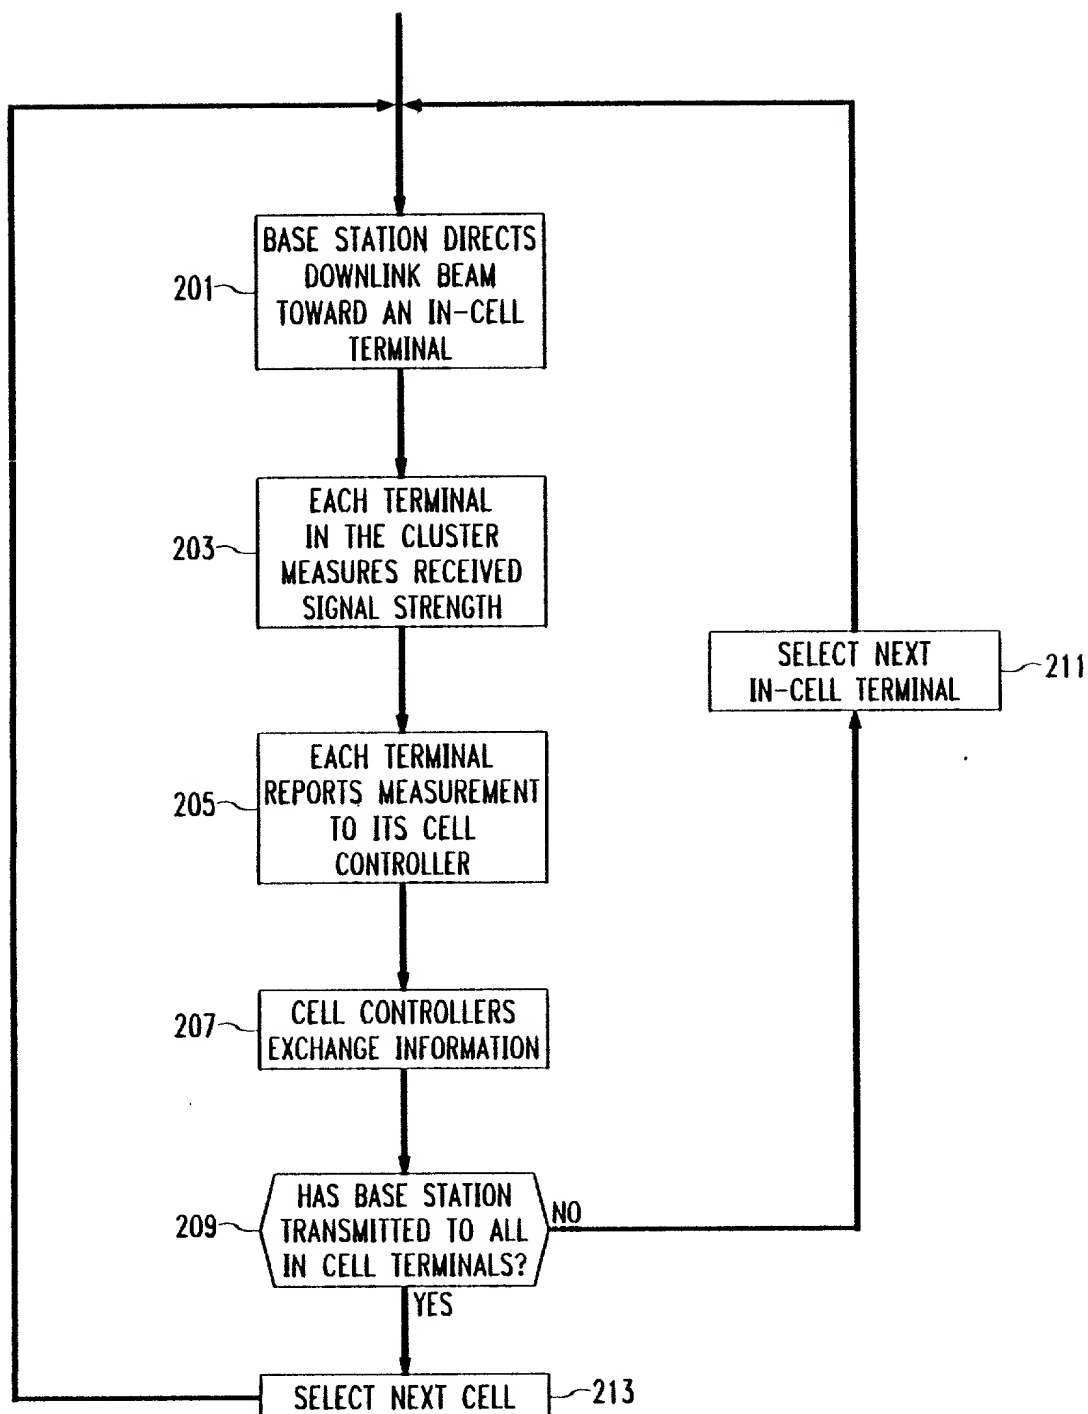 BASE STATION DIRECTS
DOWNLINK BEAM
TOWARD AN IN-CELL
TERMINAL
201
EACH TERMINAL
IN THE CLUSTER
MEASURES RECEIVED
SIGNAL STRENGTH
203
SELECT NEXT
IN-CELL TERMINAL
211
EACH TERMINAL
REPORTS MEASUREMENT
TO ITS CELL
CONTROLLER
205
CELL CONTROLLERS
EXCHANGE INFORMATION
207
HAS BASE STATION
TRANSMITTED TO ALL
IN CELL TERMINALS?
209
NO
YES
SELECT NEXT CELL
213